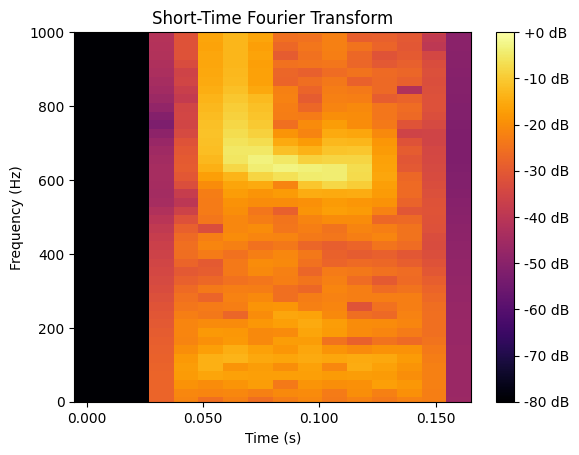 Short-Time Fourier Transform
1000
800
600
400
200
0
Frequency (Hz)
0.000
0.050
0.100
0.150
Time (s)
+0 dB
-10 dB
-20 dB
-30 dB
-40 dB
-50 dB
-60 dB
-70 dB
-80 dB